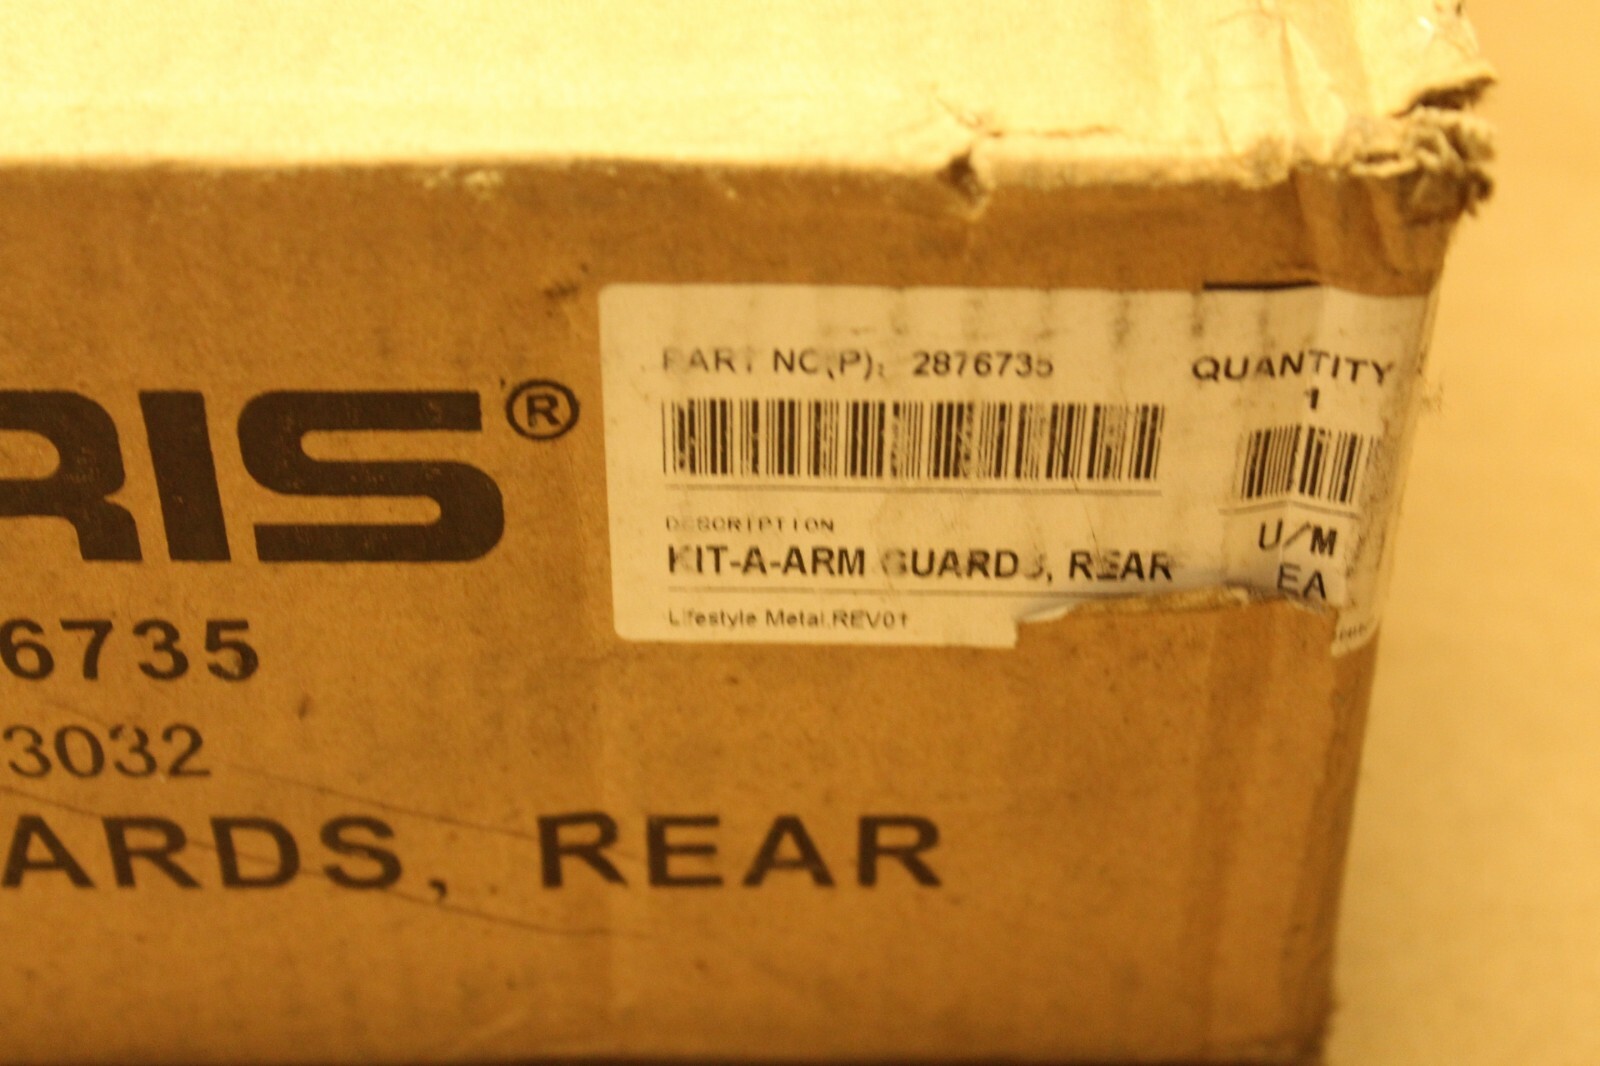 RIS®
6735
3032
ARDS, REAR
PART NO(P): 2876735
QUANTITY
1
DESCRIPTION
KIT-A-ARM GUARDS, REAR
U/M
EA
Lifestyle Metal,REV01